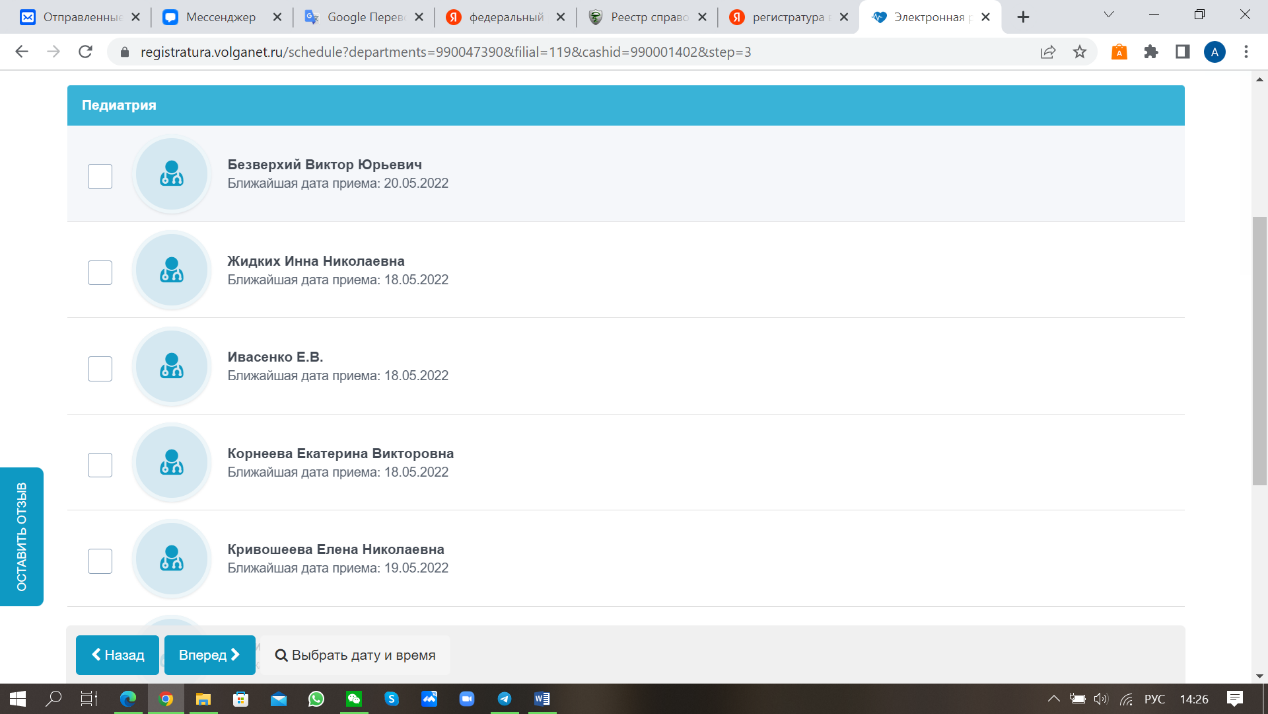 Отправленные
Мессенджер
Google Перев
федеральный
Реестр справо
регистратура
Электронная р
registratura.volganet.ru/schedule?departments=990047390&filial=119&cashid=990001402&step=3
A
Педиатрия
Безверхий Виктор Юрьевич
Ближайшая дата приема: 20.05.2022
Жидких Инна Николаевна
Ближайшая дата приема: 18.05.2022
Ивасенко Е.В.
Ближайшая дата приема: 18.05.2022
Корнеева Екатерина Викторовна
Ближайшая дата приема: 18.05.2022
Кривошеева Елена Николаевна
Ближайшая дата приема: 19.05.2022
ОСТАВИТЬ ОТЗЫВ
Назад
Вперед
Выбрать дату и время
РУС
14:26